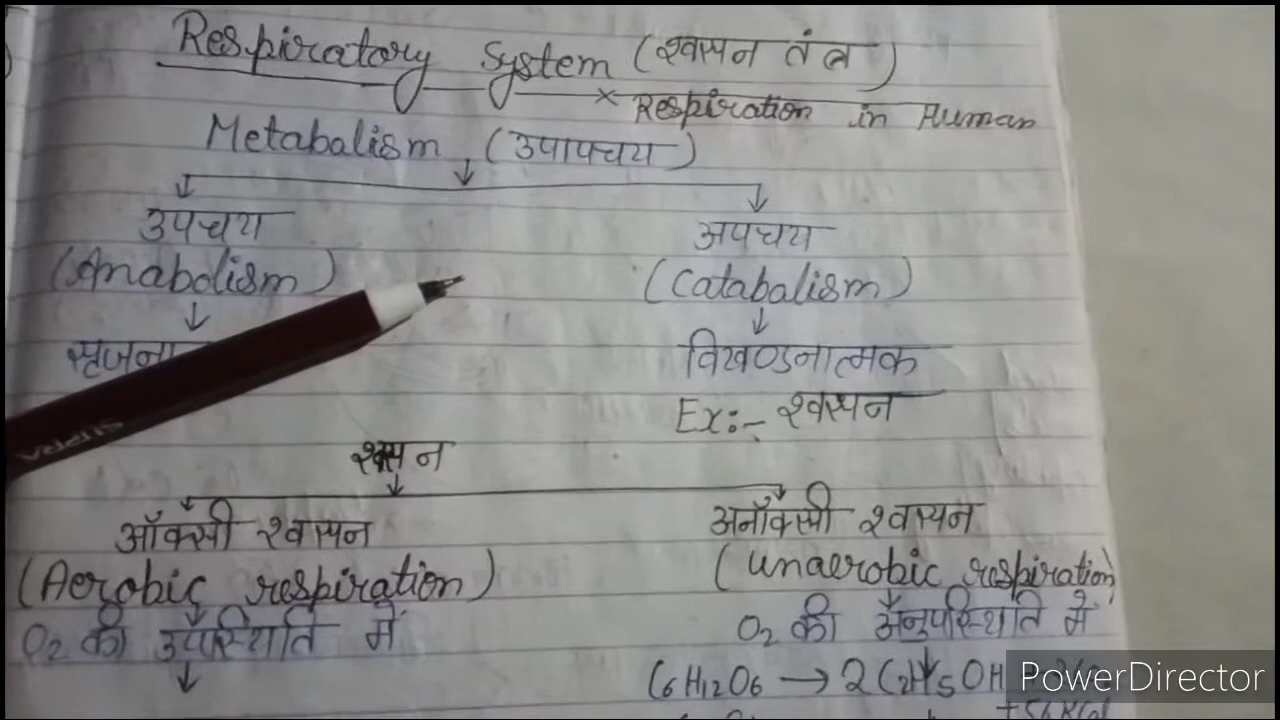 Respiratory System (श्वसन तंत्र)
× Respiration in Human
Metabalism (उपापचय)
उपचय
अपचय
(Anabolism)
(Catabalism)
विखण्डनात्मक
Ex:- श्वसन
SUPRA
श्वसन
ऑक्सी श्वसन
अनॉक्सी श्वसन
(Aerobic respiration)
(unaerobic respiration)
O2 की उपस्थिति में
O2 की अनुपस्थिति में
C6H12O6 → 2C2H5OH
PowerDirector